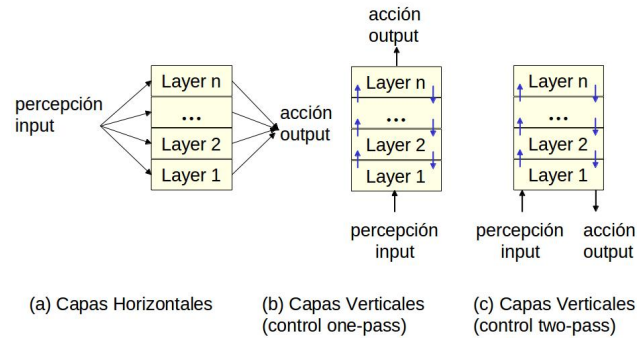 percepción
input
Layer n
...
Layer 2
Layer 1
acción
output
acción
output
Layer n
...
Layer 2
Layer 1
percepción
input
Layer n
...
Layer 2
Layer 1
percepción
input
acción
output
(a) Capas Horizontales
(b) Capas Verticales
(control one-pass)
(c) Capas Verticales
(control two-pass)